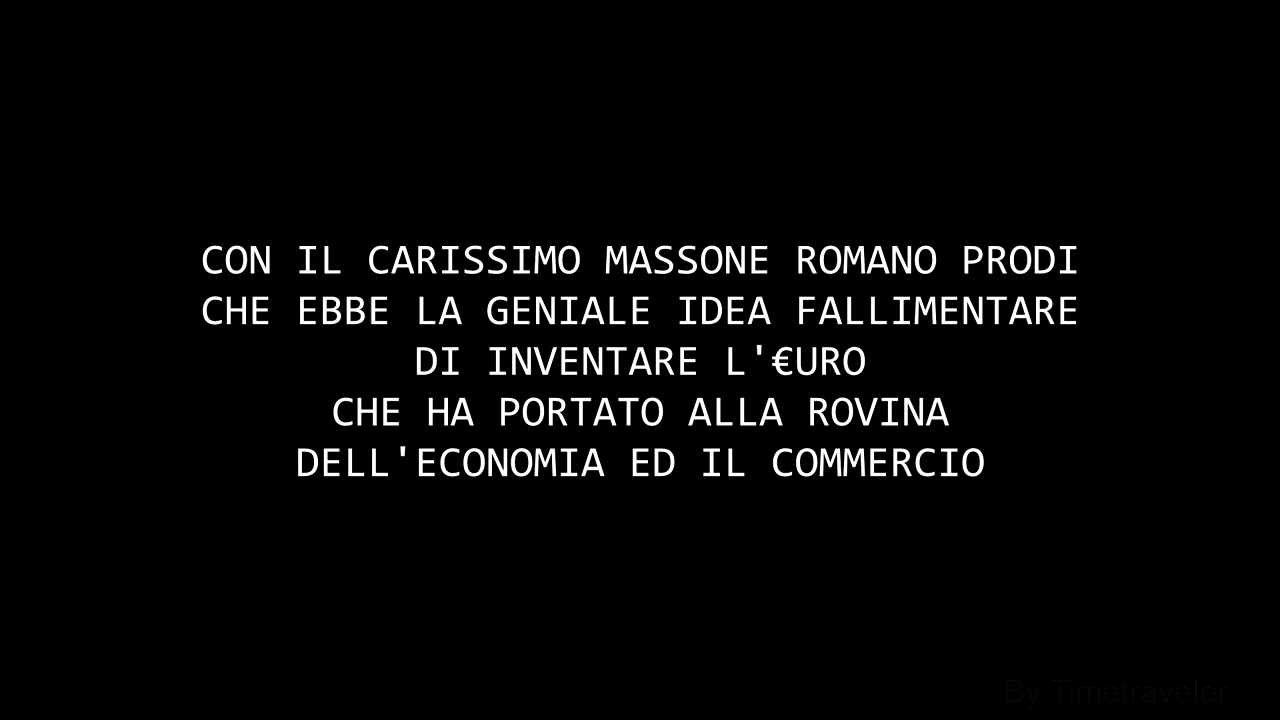 CON IL CARISSIMO MASSONE ROMANO PRODI
CHE EBBE LA GENIALE IDEA FALLIMENTARE
DI INVENTARE L'€URO
CHE HA PORTATO ALLA ROVINA
DELL'ECONOMIA ED IL COMMERCIO
By Timetraveler